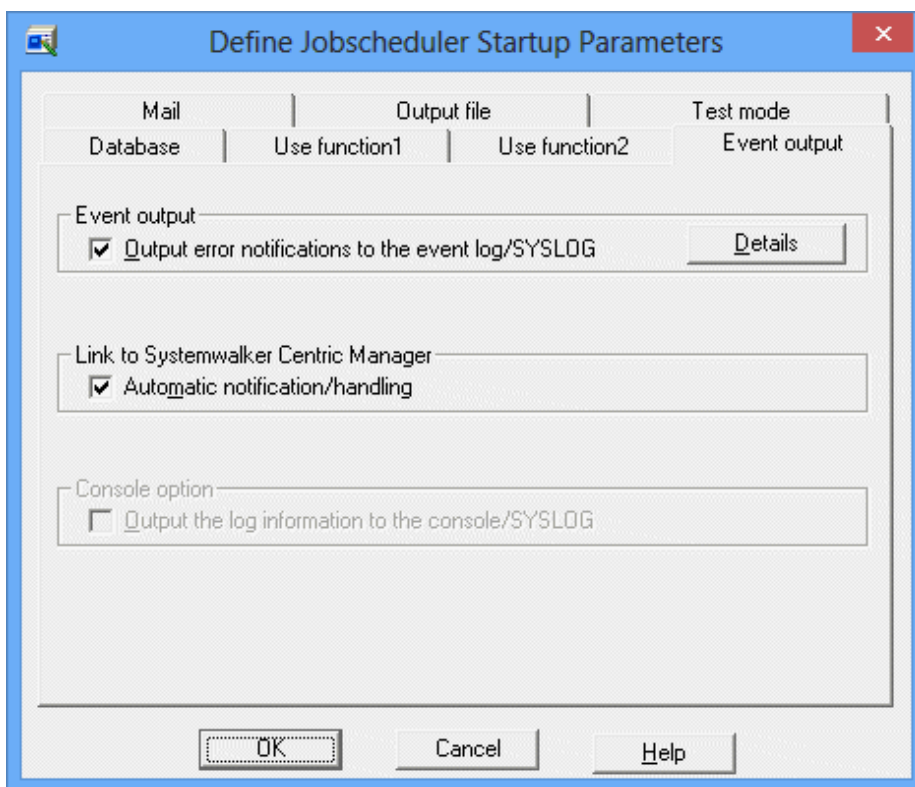 Define Jobscheduler Startup Parameters
Mail Output file Test mode
Database Use function1 Use function2 Event output
Event output
Output error notifications to the event log/SYSLOG Details
Link to Systemwalker Centric Manager
Automatic notification/handling
Console option
Output the log information to the console/SYSLOG
OK Cancel Help